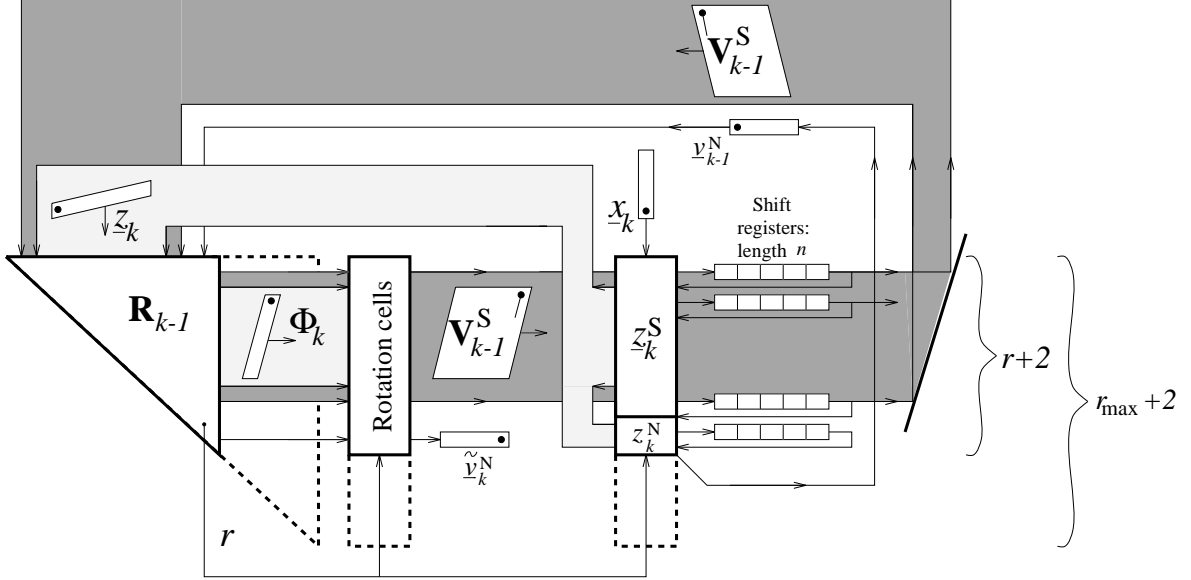 V^S_{k-1}
v^N_{k-1}
z_k
x_k
Shift
registers:
length n
R_{k-1}
Φ_k
Rotation cells
V^S_{k-1}
z^S_k
r+2
r_max+2
z^N_k
ṽ^N_k
r